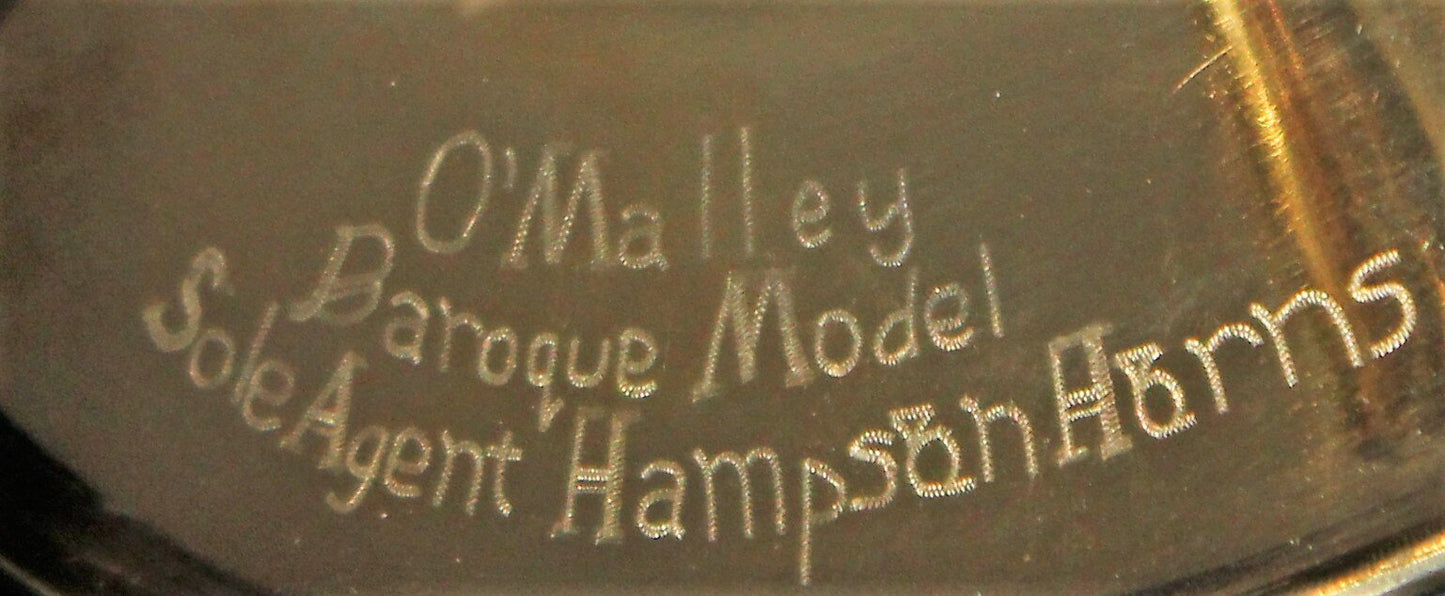 O'Malley
Baroque Model
Sole Agent Hampson Horns